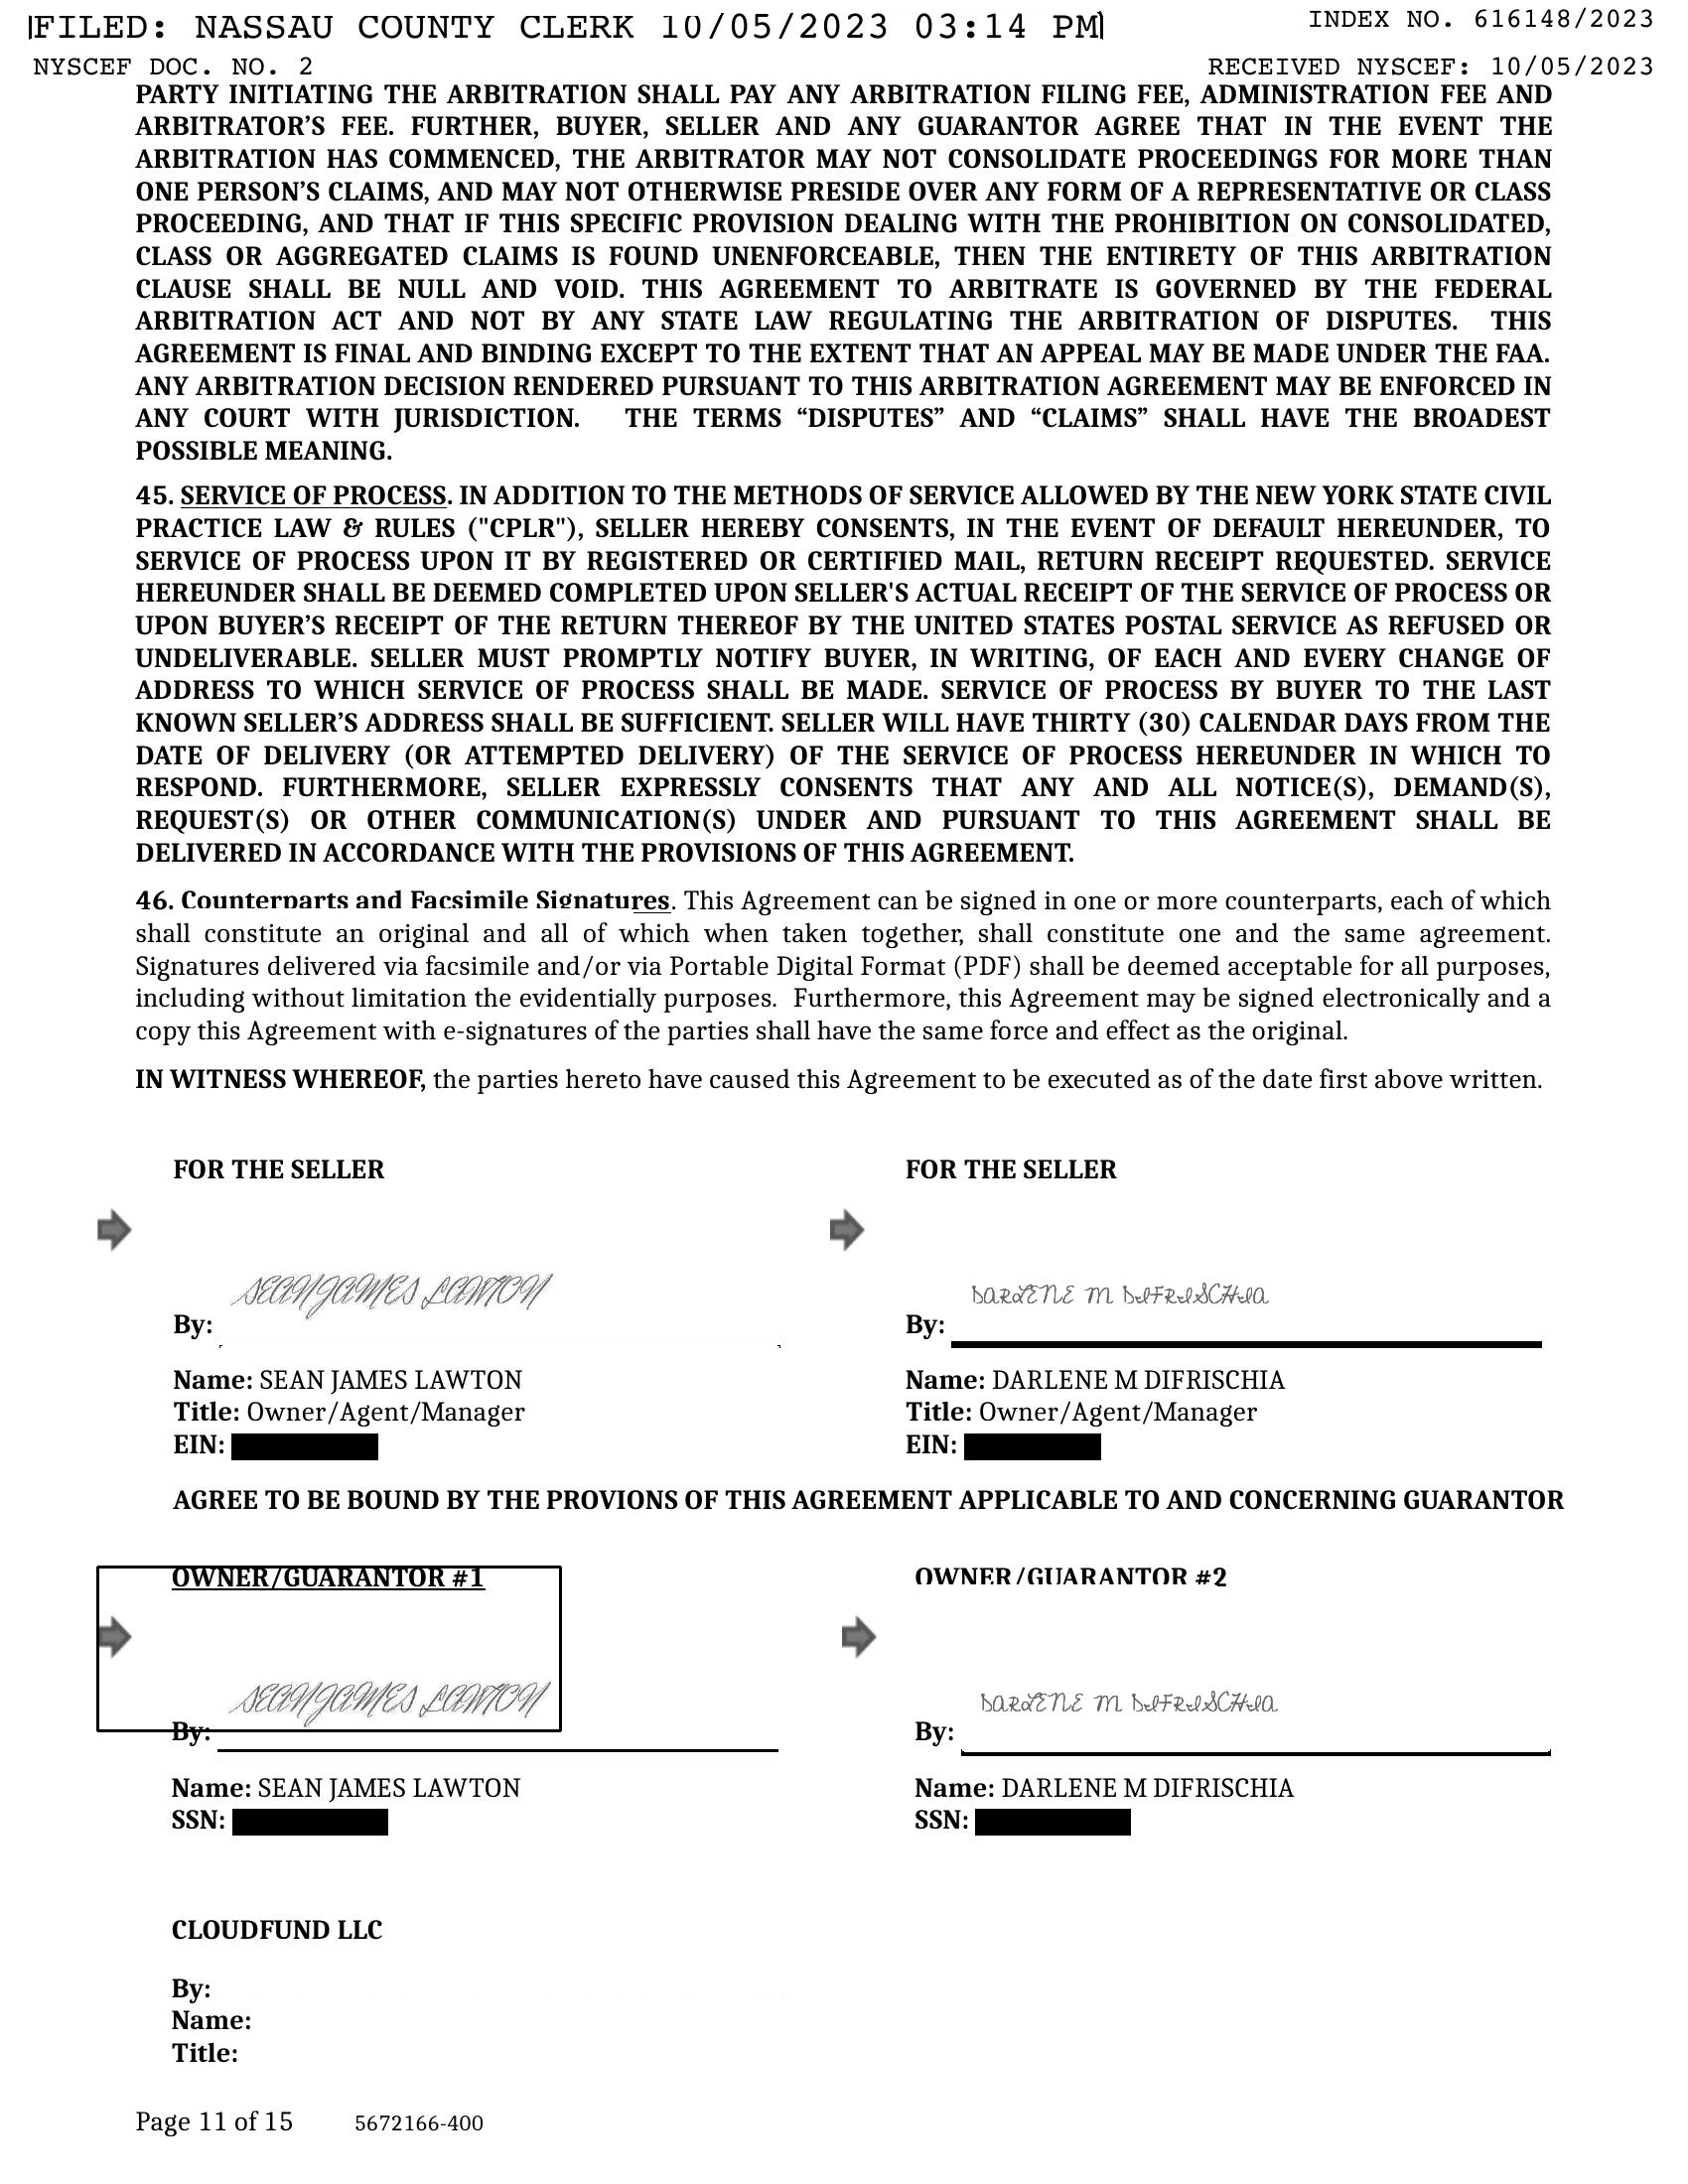 FILED: NASSAU COUNTY CLERK 10/05/2023 03:14 PM
INDEX NO. 616148/2023
NYSCEF DOC. NO. 2
RECEIVED NYSCEF: 10/05/2023
PARTY INITIATING THE ARBITRATION SHALL PAY ANY ARBITRATION FILING FEE, ADMINISTRATION FEE AND
ARBITRATOR’S FEE. FURTHER, BUYER, SELLER AND ANY GUARANTOR AGREE THAT IN THE EVENT THE
ARBITRATION HAS COMMENCED, THE ARBITRATOR MAY NOT CONSOLIDATE PROCEEDINGS FOR MORE THAN
ONE PERSON’S CLAIMS, AND MAY NOT OTHERWISE PRESIDE OVER ANY FORM OF A REPRESENTATIVE OR CLASS
PROCEEDING, AND THAT IF THIS SPECIFIC PROVISION DEALING WITH THE PROHIBITION ON CONSOLIDATED,
CLASS OR AGGREGATED CLAIMS IS FOUND UNENFORCEABLE, THEN THE ENTIRETY OF THIS ARBITRATION
CLAUSE SHALL BE NULL AND VOID. THIS AGREEMENT TO ARBITRATE IS GOVERNED BY THE FEDERAL
ARBITRATION ACT AND NOT BY ANY STATE LAW REGULATING THE ARBITRATION OF DISPUTES. THIS
AGREEMENT IS FINAL AND BINDING EXCEPT TO THE EXTENT THAT AN APPEAL MAY BE MADE UNDER THE FAA.
ANY ARBITRATION DECISION RENDERED PURSUANT TO THIS ARBITRATION AGREEMENT MAY BE ENFORCED IN
ANY COURT WITH JURISDICTION. THE TERMS “DISPUTES” AND “CLAIMS” SHALL HAVE THE BROADEST
POSSIBLE MEANING.
45. SERVICE OF PROCESS. IN ADDITION TO THE METHODS OF SERVICE ALLOWED BY THE NEW YORK STATE CIVIL
PRACTICE LAW & RULES ("CPLR"), SELLER HEREBY CONSENTS, IN THE EVENT OF DEFAULT HEREUNDER, TO
SERVICE OF PROCESS UPON IT BY REGISTERED OR CERTIFIED MAIL, RETURN RECEIPT REQUESTED. SERVICE
HEREUNDER SHALL BE DEEMED COMPLETED UPON SELLER'S ACTUAL RECEIPT OF THE SERVICE OF PROCESS OR
UPON BUYER’S RECEIPT OF THE RETURN THEREOF BY THE UNITED STATES POSTAL SERVICE AS REFUSED OR
UNDELIVERABLE. SELLER MUST PROMPTLY NOTIFY BUYER, IN WRITING, OF EACH AND EVERY CHANGE OF
ADDRESS TO WHICH SERVICE OF PROCESS SHALL BE MADE. SERVICE OF PROCESS BY BUYER TO THE LAST
KNOWN SELLER’S ADDRESS SHALL BE SUFFICIENT. SELLER WILL HAVE THIRTY (30) CALENDAR DAYS FROM THE
DATE OF DELIVERY (OR ATTEMPTED DELIVERY) OF THE SERVICE OF PROCESS HEREUNDER IN WHICH TO
RESPOND. FURTHERMORE, SELLER EXPRESSLY CONSENTS THAT ANY AND ALL NOTICE(S), DEMAND(S),
REQUEST(S) OR OTHER COMMUNICATION(S) UNDER AND PURSUANT TO THIS AGREEMENT SHALL BE
DELIVERED IN ACCORDANCE WITH THE PROVISIONS OF THIS AGREEMENT.
46. Counterparts and Facsimile Signatures. This Agreement can be signed in one or more counterparts, each of which
shall constitute an original and all of which when taken together, shall constitute one and the same agreement.
Signatures delivered via facsimile and/or via Portable Digital Format (PDF) shall be deemed acceptable for all purposes,
including without limitation the evidentially purposes. Furthermore, this Agreement may be signed electronically and a
copy this Agreement with e-signatures of the parties shall have the same force and effect as the original.
IN WITNESS WHEREOF, the parties hereto have caused this Agreement to be executed as of the date first above written.
FOR THE SELLER
SEAN JAMES LAWTON
By:
Name: SEAN JAMES LAWTON
Title: Owner/Agent/Manager
EIN:
FOR THE SELLER
DARLENE M DIFRISCHIA
By:
Name: DARLENE M DIFRISCHIA
Title: Owner/Agent/Manager
EIN:
AGREE TO BE BOUND BY THE PROVIONS OF THIS AGREEMENT APPLICABLE TO AND CONCERNING GUARANTOR
OWNER/GUARANTOR #1
SEAN JAMES LAWTON
By:
Name: SEAN JAMES LAWTON
SSN:
OWNER/GUARANTOR #2
DARLENE M DIFRISCHIA
By:
Name: DARLENE M DIFRISCHIA
SSN:
CLOUDFUND LLC
By:
Name:
Title:
Page 11 of 15 5672166-400